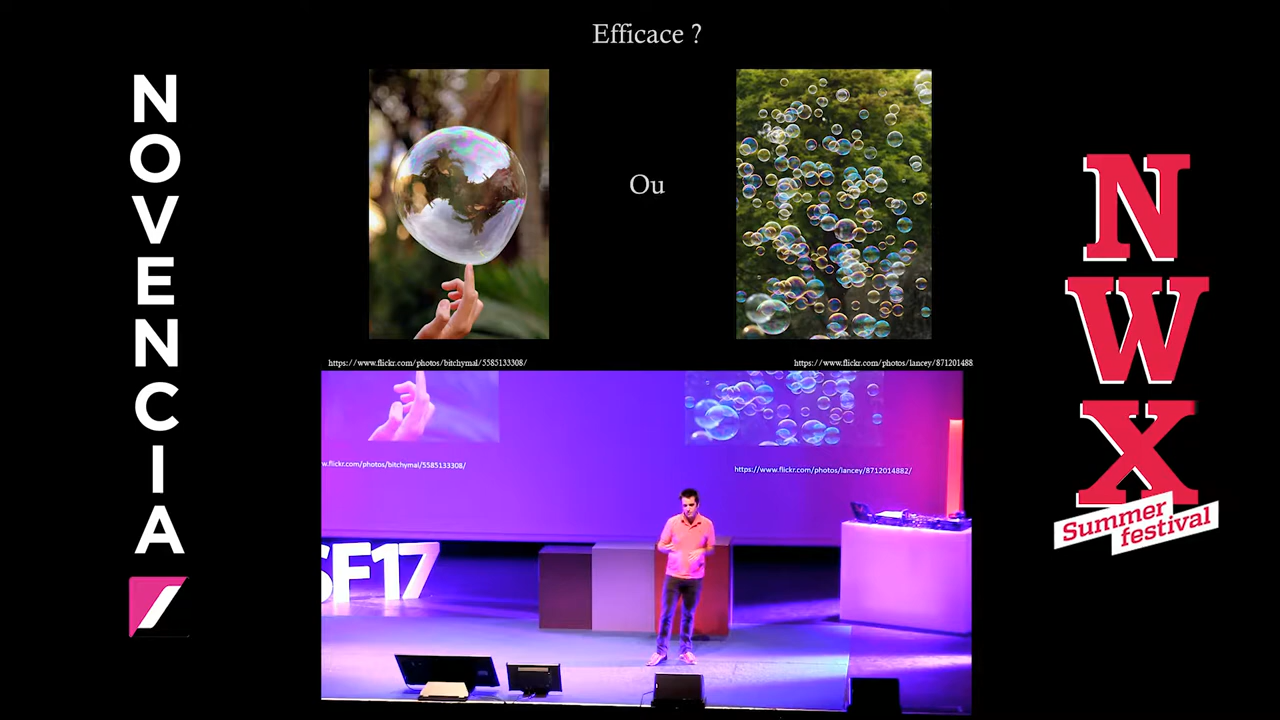 Efficace ?
NOVENCIA
Ou
NWX
Summer
festival
https://www.flickr.com/photos/bitchymal/5585133308/
https://www.flickr.com/photos/lancey/871201488
w.flickr.com/photos/bitchymal/5585133308/
https://www.flickr.com/photos/lancey/8712014882/
SF17